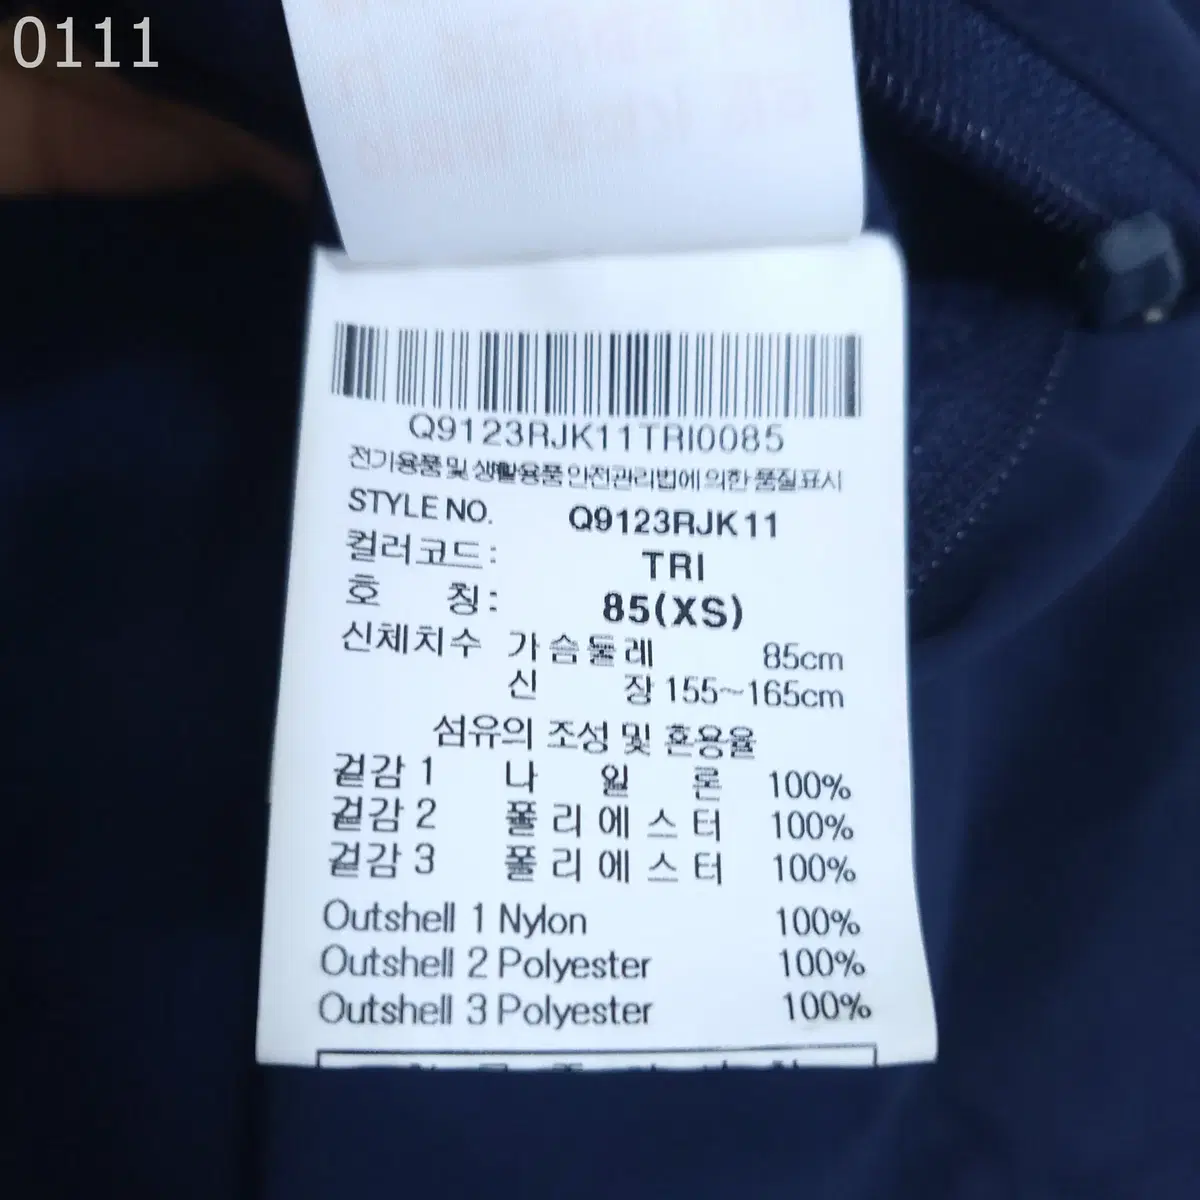 0111
Q9123RJK11TRI0085
전기용품 및 생활용품 안전관리법에 의한 품질표시
STYLE NO. Q9123RJK11
컬러코드: TRI
호 칭: 85(XS)
신체치수 가슴둘레 85cm
신 장 155~165cm
섬유의 조성 및 혼용율
겉감 1 나 일 론 100%
겉감 2 폴리에스터 100%
겉감 3 폴리에스터 100%
Outshell 1 Nylon 100%
Outshell 2 Polyester 100%
Outshell 3 Polyester 100%